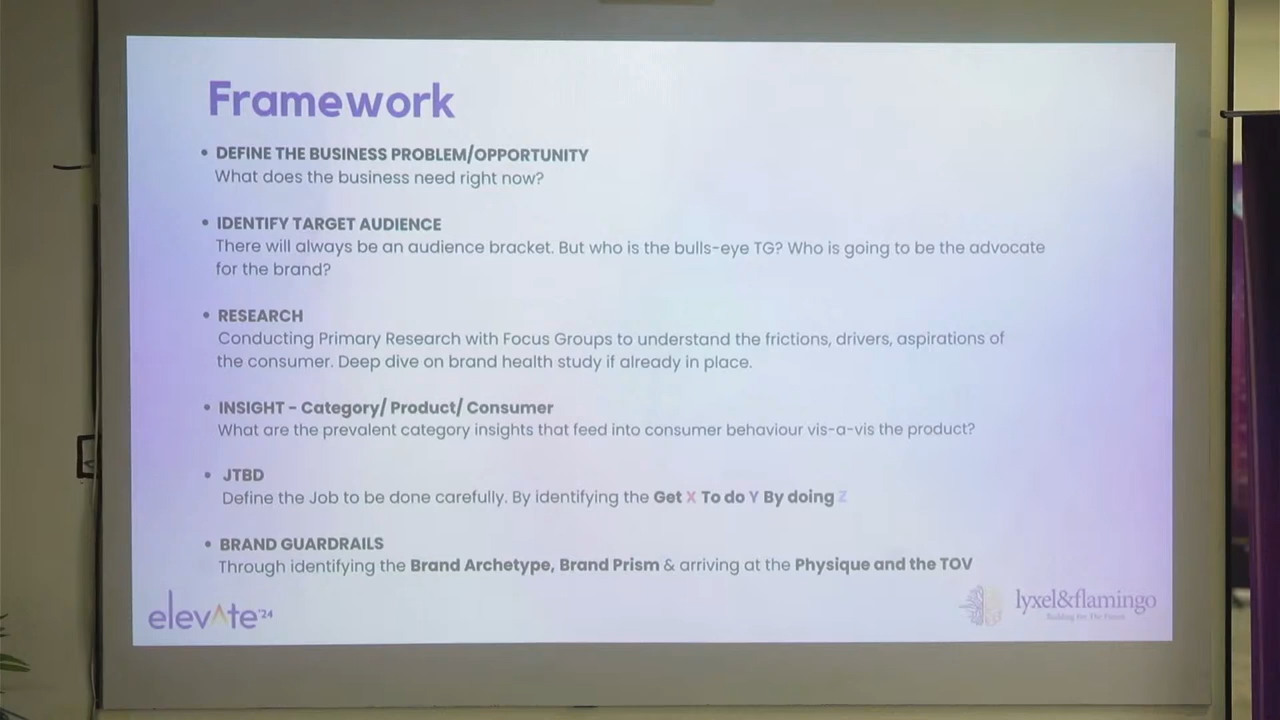 Framework
• DEFINE THE BUSINESS PROBLEM/OPPORTUNITY
What does the business need right now?
• IDENTIFY TARGET AUDIENCE
There will always be an audience bracket. But who is the bulls-eye TG? Who is going to be the advocate
for the brand?
• RESEARCH
Conducting Primary Research with Focus Groups to understand the frictions, drivers, aspirations of
the consumer. Deep dive on brand health study if already in place.
• INSIGHT - Category/ Product/ Consumer
What are the prevalent category insights that feed into consumer behaviour vis-a-vis the product?
• JTBD
Define the Job to be done carefully. By identifying the Get X To do Y By doing Z
• BRAND GUARDRAILS
Through identifying the Brand Archetype, Brand Prism & arriving at the Physique and the TOV
elevate'24
lyxel&flamingo
Building For The Future